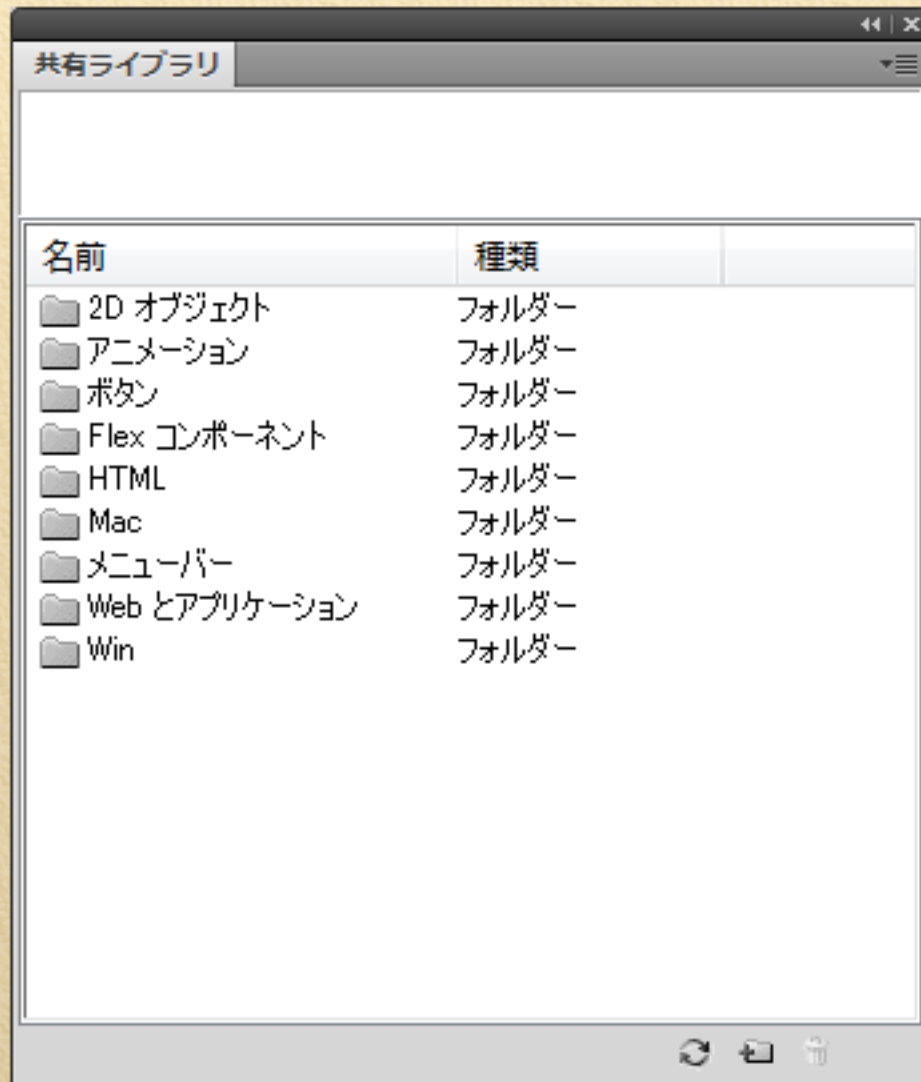 共有ライブラリ
名前 種類
2D オブジェクト フォルダー
アニメーション フォルダー
ボタン フォルダー
Flex コンポーネント フォルダー
HTML フォルダー
Mac フォルダー
メニューバー フォルダー
Web とアプリケーション フォルダー
Win フォルダー